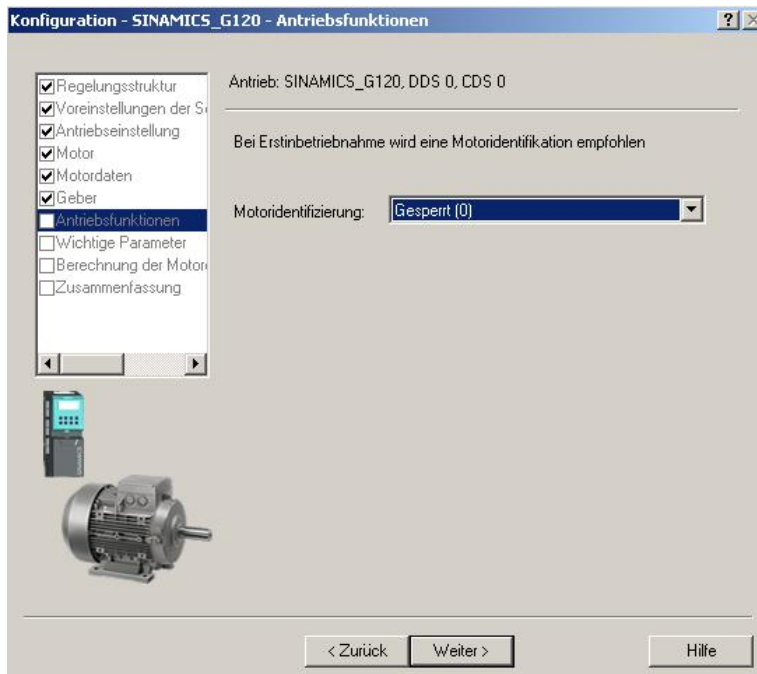 Konfiguration - SINAMICS_G120 - Antriebsfunktionen
Regelungsstruktur
Voreinstellungen der S
Antriebseinstellung
Motor
Motordaten
Geber
Antriebsfunktionen
Wichtige Parameter
Berechnung der Motor
Zusammenfassung
Antrieb: SINAMICS_G120, DDS 0, CDS 0
Bei Erstinbetriebnahme wird eine Motoridentifikation empfohlen
Motoridentifizierung: Gesperrt (0)
< Zurück
Weiter >
Hilfe